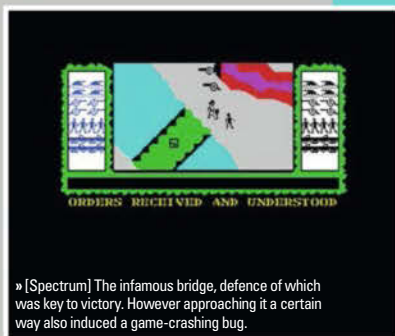 ORDERS RECEIVED AND UNDERSTOOD
» [Spectrum] The infamous bridge, defence of which
was key to victory. However approaching it a certain
way also induced a game-crashing bug.